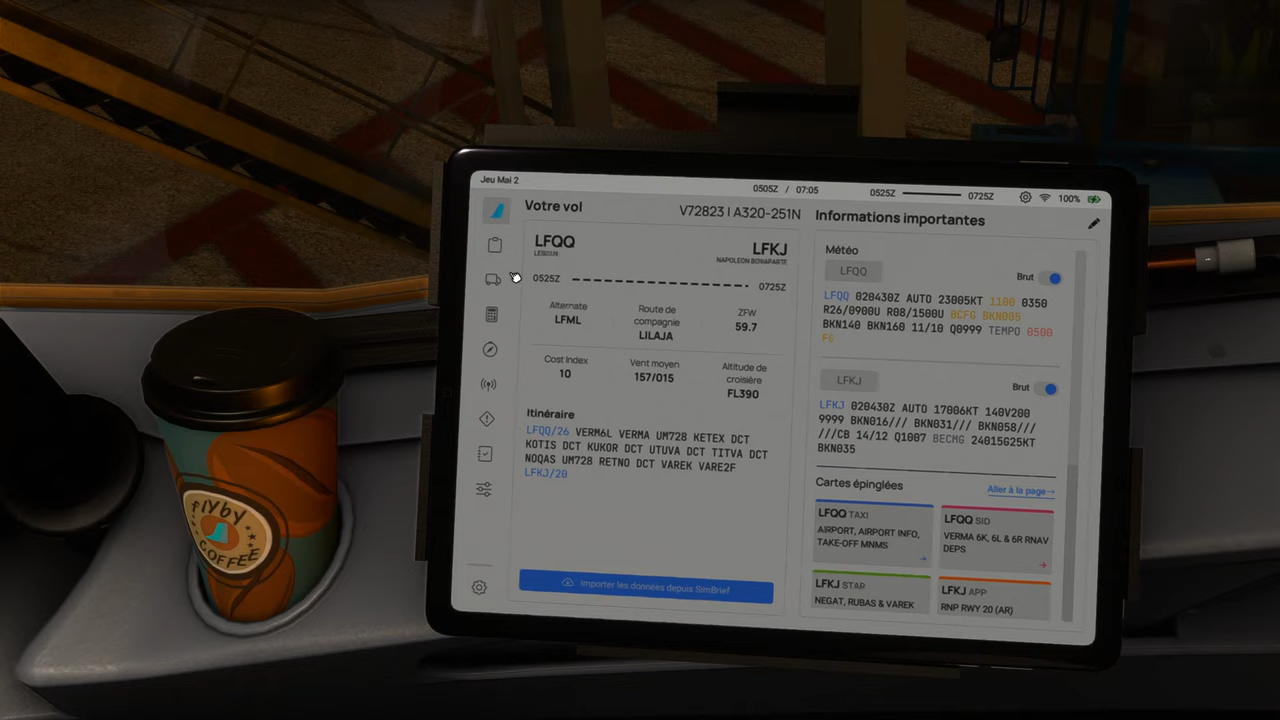 Jeu Mai 2
0505Z / 07:05
0525Z
0725Z
100%
Votre vol
V72823 | A320-251N
LFQQ
LESQUIN
LFKJ
NAPOLEON BONAPARTE
0525Z
0725Z
Alternate
LFML
Route de
compagnie
LILAJA
ZFW
59.7
Cost Index
10
Vent moyen
157/015
Altitude de
croisière
FL390
Itinéraire
LFQQ/26 VERM6L VERMA UM728 KETEX DCT
KOTIS DCT KUKOR DCT UTUVA DCT TITVA DCT
NOQAS UM728 RETNO DCT VAREK VARE2F
LFKJ/20
Importer les données depuis SimBrief
Informations importantes
Météo
LFQQ
Brut
LFQQ 020430Z AUTO 23005KT 1100 0350
R26/0900U R08/1500U BCFG BKN005
BKN140 BKN160 11/10 Q0999 TEMPO 0500
FG
LFKJ
Brut
LFKJ 020430Z AUTO 17006KT 140V200
9999 BKN016/// BKN031/// BKN058///
///CB 14/12 Q1007 BECMG 24015G25KT
BKN035
Cartes épinglées
Aller à la page→
LFQQ TAXI
AIRPORT, AIRPORT INFO,
TAKE-OFF MNMS
LFQQ SID
VERMA 6K, 6L & 6R RNAV
DEPS
LFKJ STAR
NEGAT, RUBAS & VAREK
LFKJ APP
RNP RWY 20 (AR)
FlyBy
COFFEE